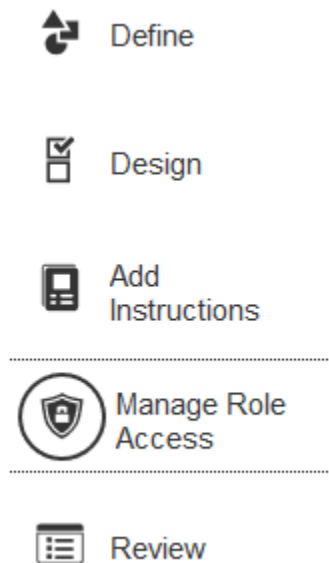 Define
Design
Add
Instructions
Manage Role
Access
Review